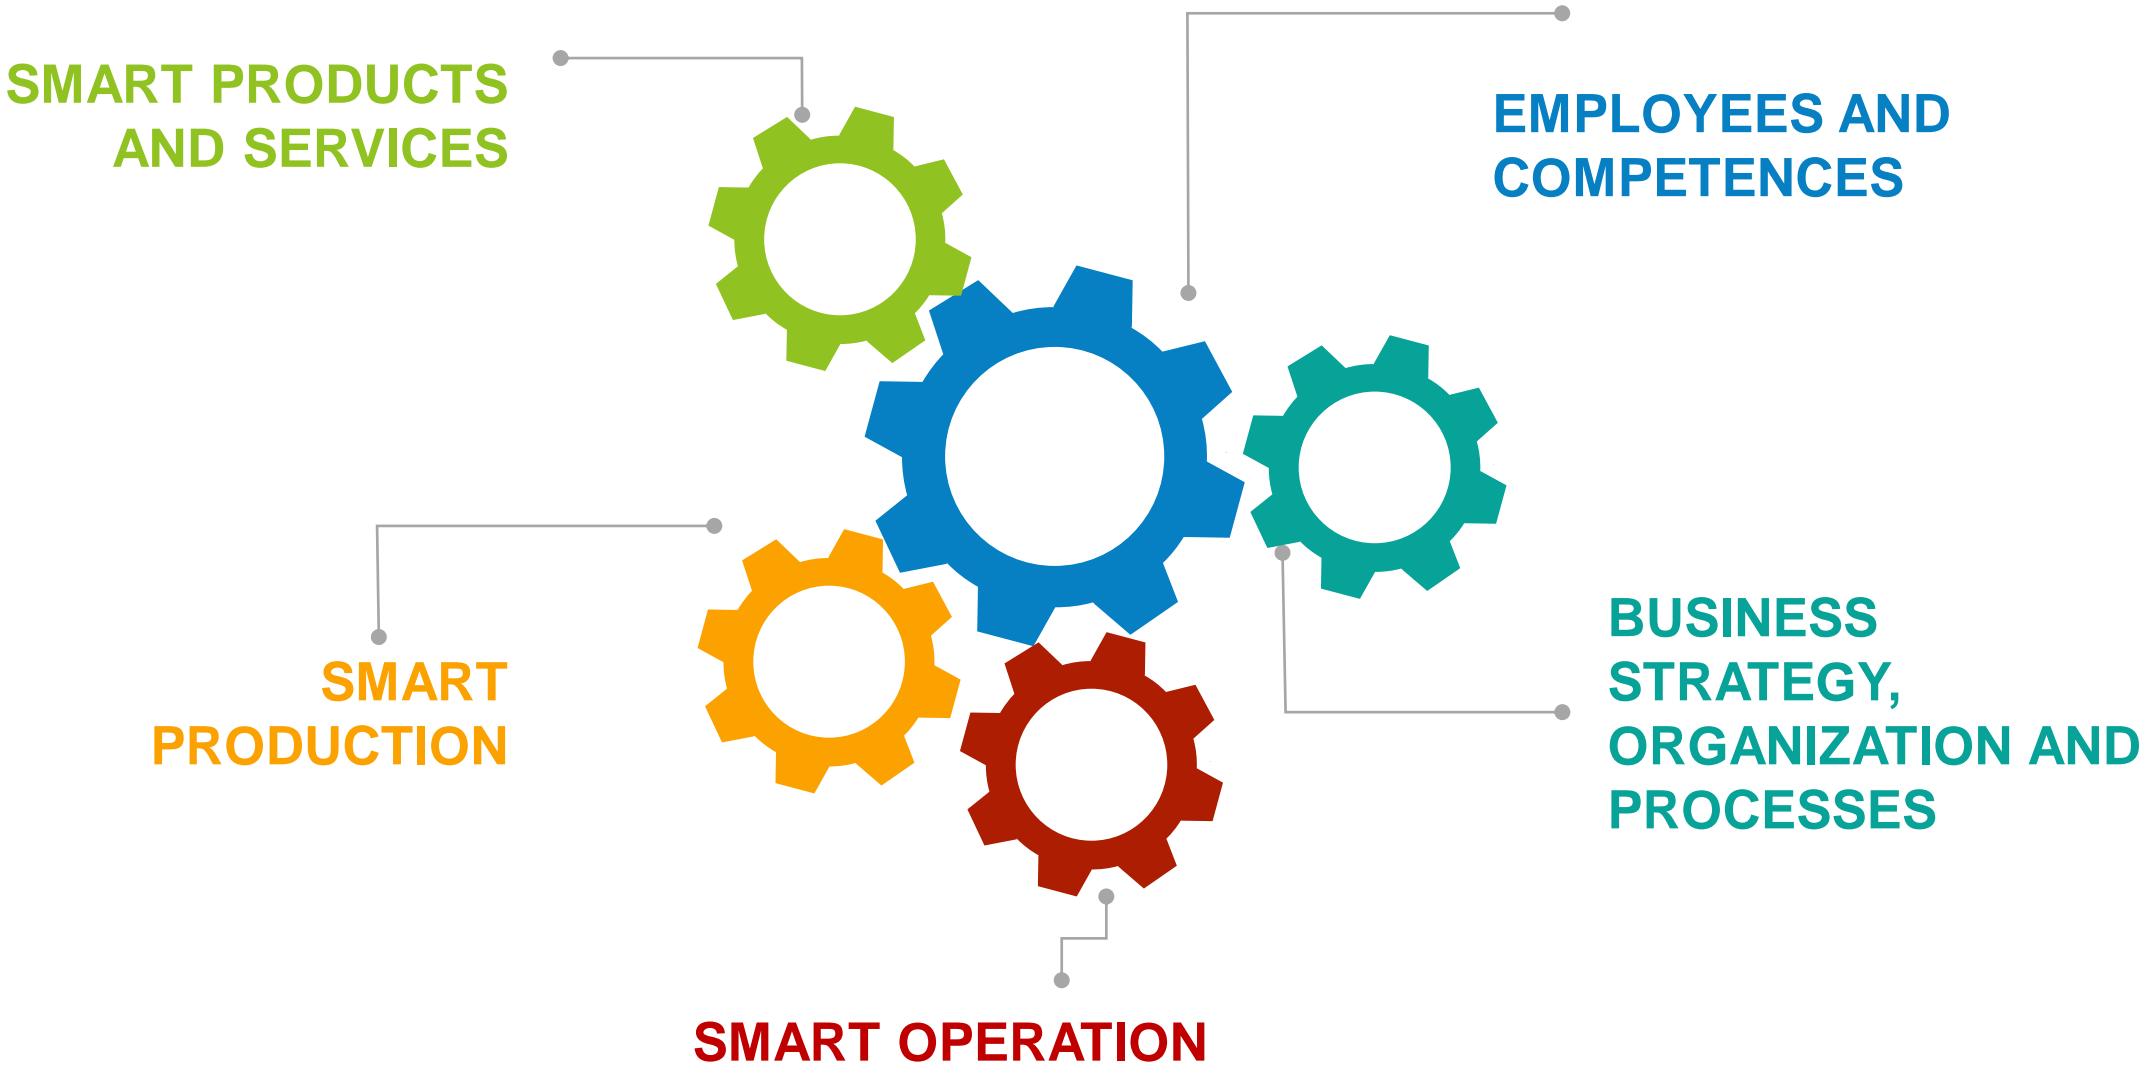 SMART PRODUCTS
AND SERVICES
EMPLOYEES AND
COMPETENCES
SMART
PRODUCTION
BUSINESS
STRATEGY,
ORGANIZATION AND
PROCESSES
SMART OPERATION